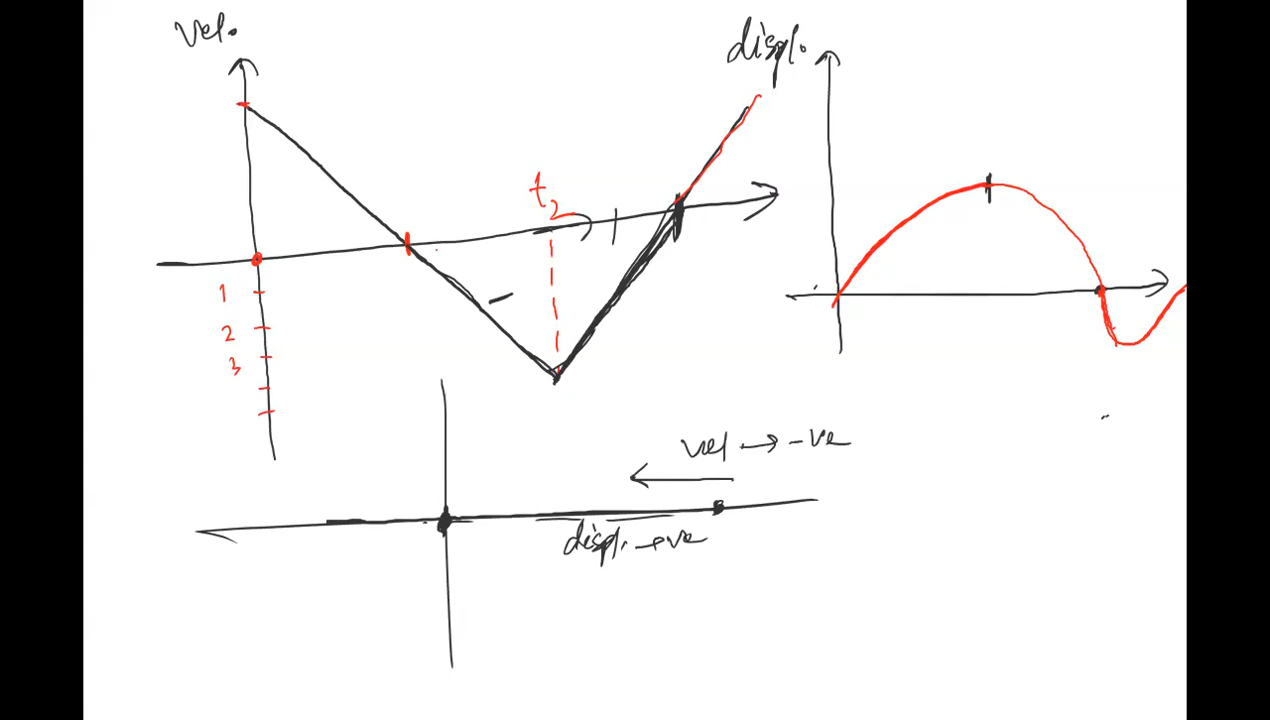 vel.
displ.
t2
1
2
3
vel → -ve
displ. → +ve